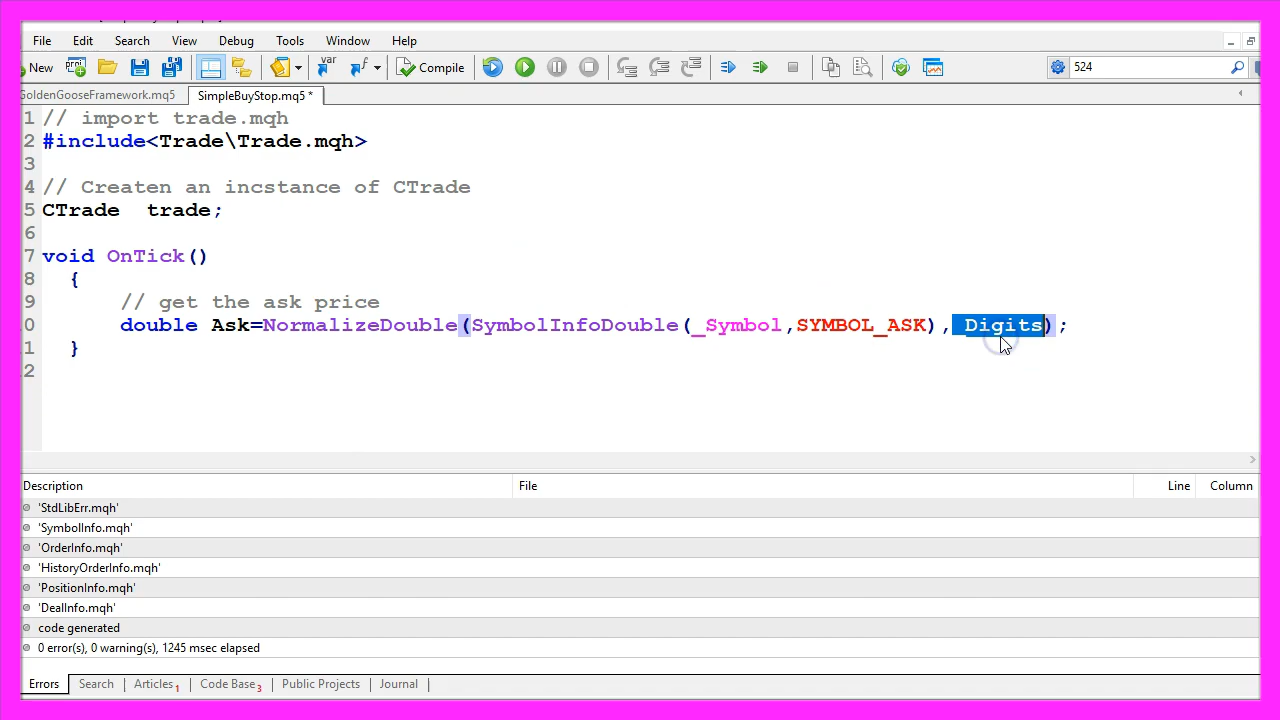 File Edit Search View Debug Tools Window Help
New var f Compile 524
GoldenGooseFramework.mq5 SimpleBuyStop.mq5 *
1 // import trade.mqh
2 #include<Trade\Trade.mqh>
3
4 // Createn an incstance of CTrade
5 CTrade trade;
6
7 void OnTick()
8 {
9 // get the ask price
0 double Ask=NormalizeDouble(SymbolInfoDouble(_Symbol,SYMBOL_ASK),_Digits);
1 }
2
Description File Line Column
'StdLibErr.mqh'
'SymbolInfo.mqh'
'OrderInfo.mqh'
'HistoryOrderInfo.mqh'
'PositionInfo.mqh'
'DealInfo.mqh'
code generated
0 error(s), 0 warning(s), 1245 msec elapsed
Errors Search Articles 1 Code Base 3 Public Projects Journal